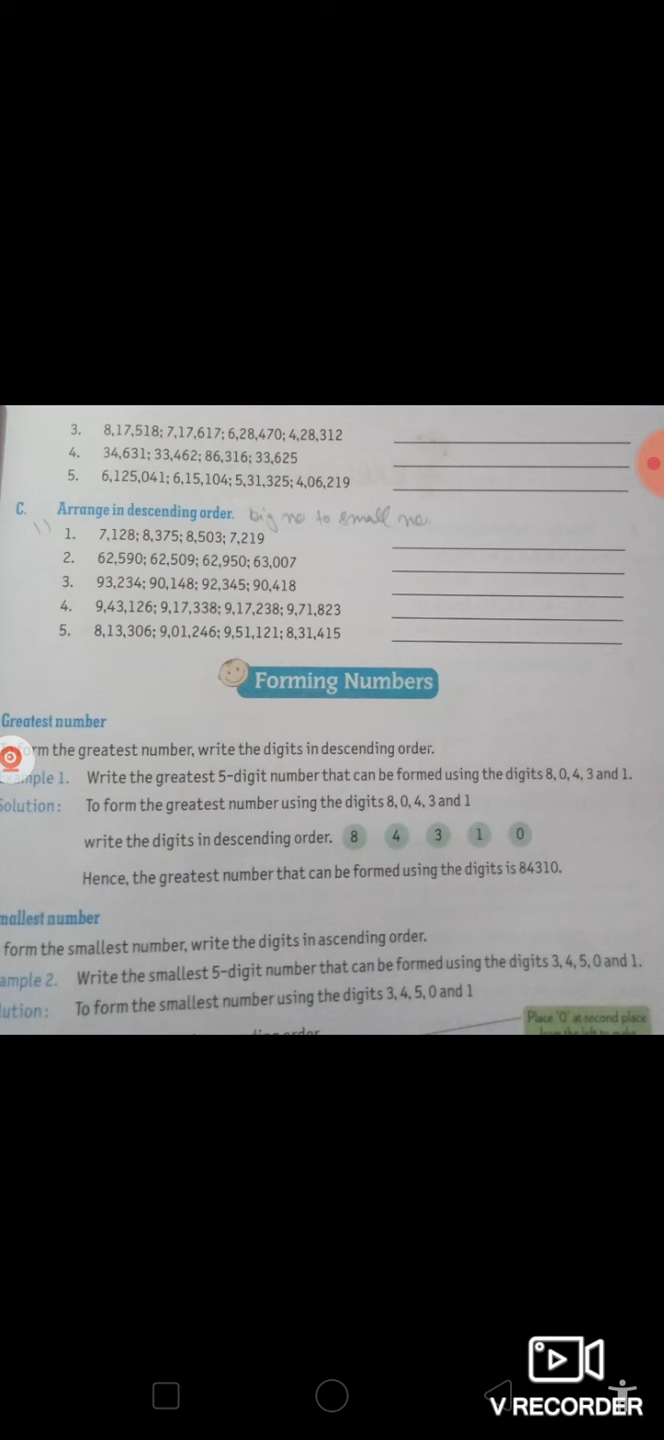 3. 8,17,518; 7,17,617; 6,28,470; 4,28,312
4. 34,631; 33,462; 86,316; 33,625
5. 6,125,041; 6,15,104; 5,31,325; 4,06,219
C. Arrange in descending order. big no to small no.
1. 7,128; 8,375; 8,503; 7,219
2. 62,590; 62,509; 62,950; 63,007
3. 93,234; 90,148; 92,345; 90,418
4. 9,43,126; 9,17,338; 9,17,238; 9,71,823
5. 8,13,306; 9,01,246; 9,51,121; 8,31,415
Forming Numbers
Greatest number
form the greatest number, write the digits in descending order.
Example 1. Write the greatest 5-digit number that can be formed using the digits 8, 0, 4, 3 and 1.
Solution: To form the greatest number using the digits 8, 0, 4, 3 and 1
write the digits in descending order. 8 4 3 1 0
Hence, the greatest number that can be formed using the digits is 84310.
mallest number
form the smallest number, write the digits in ascending order.
ample 2. Write the smallest 5-digit number that can be formed using the digits 3, 4, 5, 0 and 1.
lution: To form the smallest number using the digits 3, 4, 5, 0 and 1
Place '0' at second place
from the left to make
order
V RECORDER